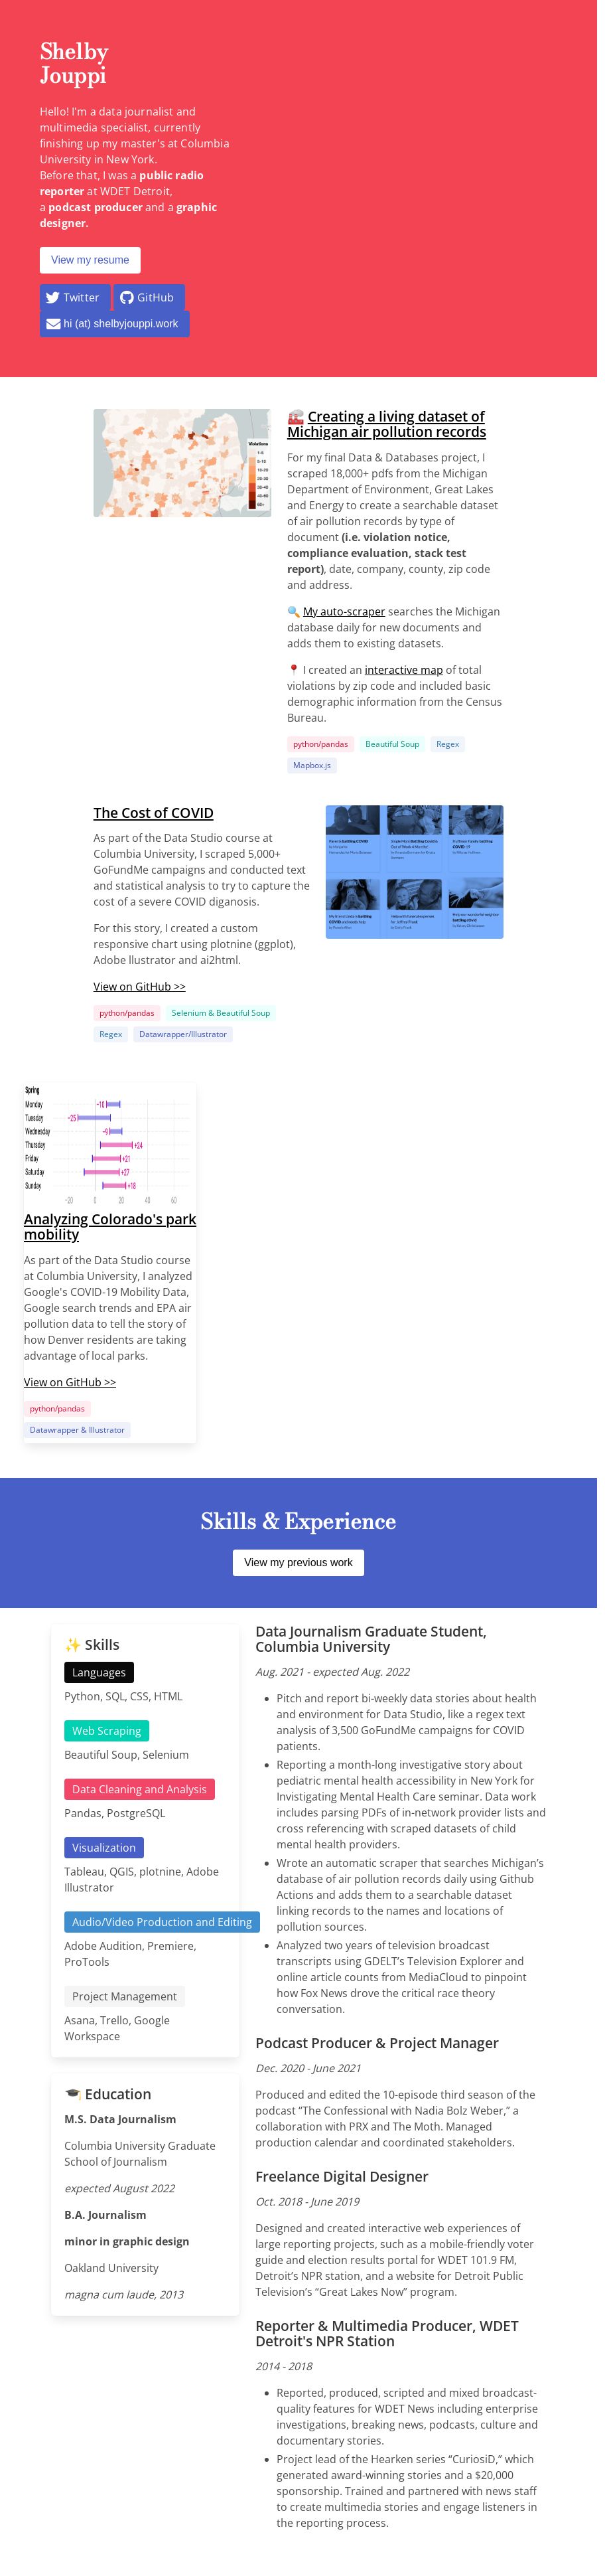 Shelby
Jouppi
Hello! I'm a data journalist and
multimedia specialist, currently
finishing up my master's at Columbia
University in New York.
Before that, I was a public radio
reporter at WDET Detroit,
a podcast producer and a graphic
designer.
View my resume
Twitter
GitHub
hi (at) shelbyjouppi.work
Violations
🏭 Creating a living dataset of
Michigan air pollution records
For my final Data & Databases project, I
scraped 18,000+ pdfs from the Michigan
Department of Environment, Great Lakes
and Energy to create a searchable dataset
of air pollution records by type of
document (i.e. violation notice,
compliance evaluation, stack test
report), date, company, county, zip code
and address.
🔍 My auto-scraper searches the Michigan
database daily for new documents and
adds them to existing datasets.
📍 I created an interactive map of total
violations by zip code and included basic
demographic information from the Census
Bureau.
python/pandas Beautiful Soup Regex
Mapbox.js
The Cost of COVID
As part of the Data Studio course at
Columbia University, I scraped 5,000+
GoFundMe campaigns and conducted text
and statistical analysis to try to capture the
cost of a severe COVID diganosis.
For this story, I created a custom
responsive chart using plotnine (ggplot),
Adobe llustrator and ai2html.
View on GitHub >>
python/pandas Selenium & Beautiful Soup
Regex Datawrapper/Illustrator
Spring
Monday -10
Tuesday -25
Wednesday
Thursday +24
Friday +21
Saturday +27
Sunday +18
-20 0 20 40 60
Analyzing Colorado's park
mobility
As part of the Data Studio course
at Columbia University, I analyzed
Google's COVID-19 Mobility Data,
Google search trends and EPA air
pollution data to tell the story of
how Denver residents are taking
advantage of local parks.
View on GitHub >>
python/pandas
Datawrapper & Illustrator
Skills & Experience
View my previous work
✨ Skills
Languages
Python, SQL, CSS, HTML
Web Scraping
Beautiful Soup, Selenium
Data Cleaning and Analysis
Pandas, PostgreSQL
Visualization
Tableau, QGIS, plotnine, Adobe
Illustrator
Audio/Video Production and Editing
Adobe Audition, Premiere,
ProTools
Project Management
Asana, Trello, Google
Workspace
🎓 Education
M.S. Data Journalism
Columbia University Graduate
School of Journalism
expected August 2022
B.A. Journalism
minor in graphic design
Oakland University
magna cum laude, 2013
Data Journalism Graduate Student,
Columbia University
Aug. 2021 - expected Aug. 2022
• Pitch and report bi-weekly data stories about health
and environment for Data Studio, like a regex text
analysis of 3,500 GoFundMe campaigns for COVID
patients.
• Reporting a month-long investigative story about
pediatric mental health accessibility in New York for
Invistigating Mental Health Care seminar. Data work
includes parsing PDFs of in-network provider lists and
cross referencing with scraped datasets of child
mental health providers.
• Wrote an automatic scraper that searches Michigan's
database of air pollution records daily using Github
Actions and adds them to a searchable dataset
linking records to the names and locations of
pollution sources.
• Analyzed two years of television broadcast
transcripts using GDELT's Television Explorer and
online article counts from MediaCloud to pinpoint
how Fox News drove the critical race theory
conversation.
Podcast Producer & Project Manager
Dec. 2020 - June 2021
Produced and edited the 10-episode third season of the
podcast “The Confessional with Nadia Bolz Weber,” a
collaboration with PRX and The Moth. Managed
production calendar and coordinated stakeholders.
Freelance Digital Designer
Oct. 2018 - June 2019
Designed and created interactive web experiences of
large reporting projects, such as a mobile-friendly voter
guide and election results portal for WDET 101.9 FM,
Detroit's NPR station, and a website for Detroit Public
Television's “Great Lakes Now” program.
Reporter & Multimedia Producer, WDET
Detroit's NPR Station
2014 - 2018
• Reported, produced, scripted and mixed broadcast-
quality features for WDET News including enterprise
investigations, breaking news, podcasts, culture and
documentary stories.
• Project lead of the Hearken series “CuriosiD,” which
generated award-winning stories and a $20,000
sponsorship. Trained and partnered with news staff
to create multimedia stories and engage listeners in
the reporting process.